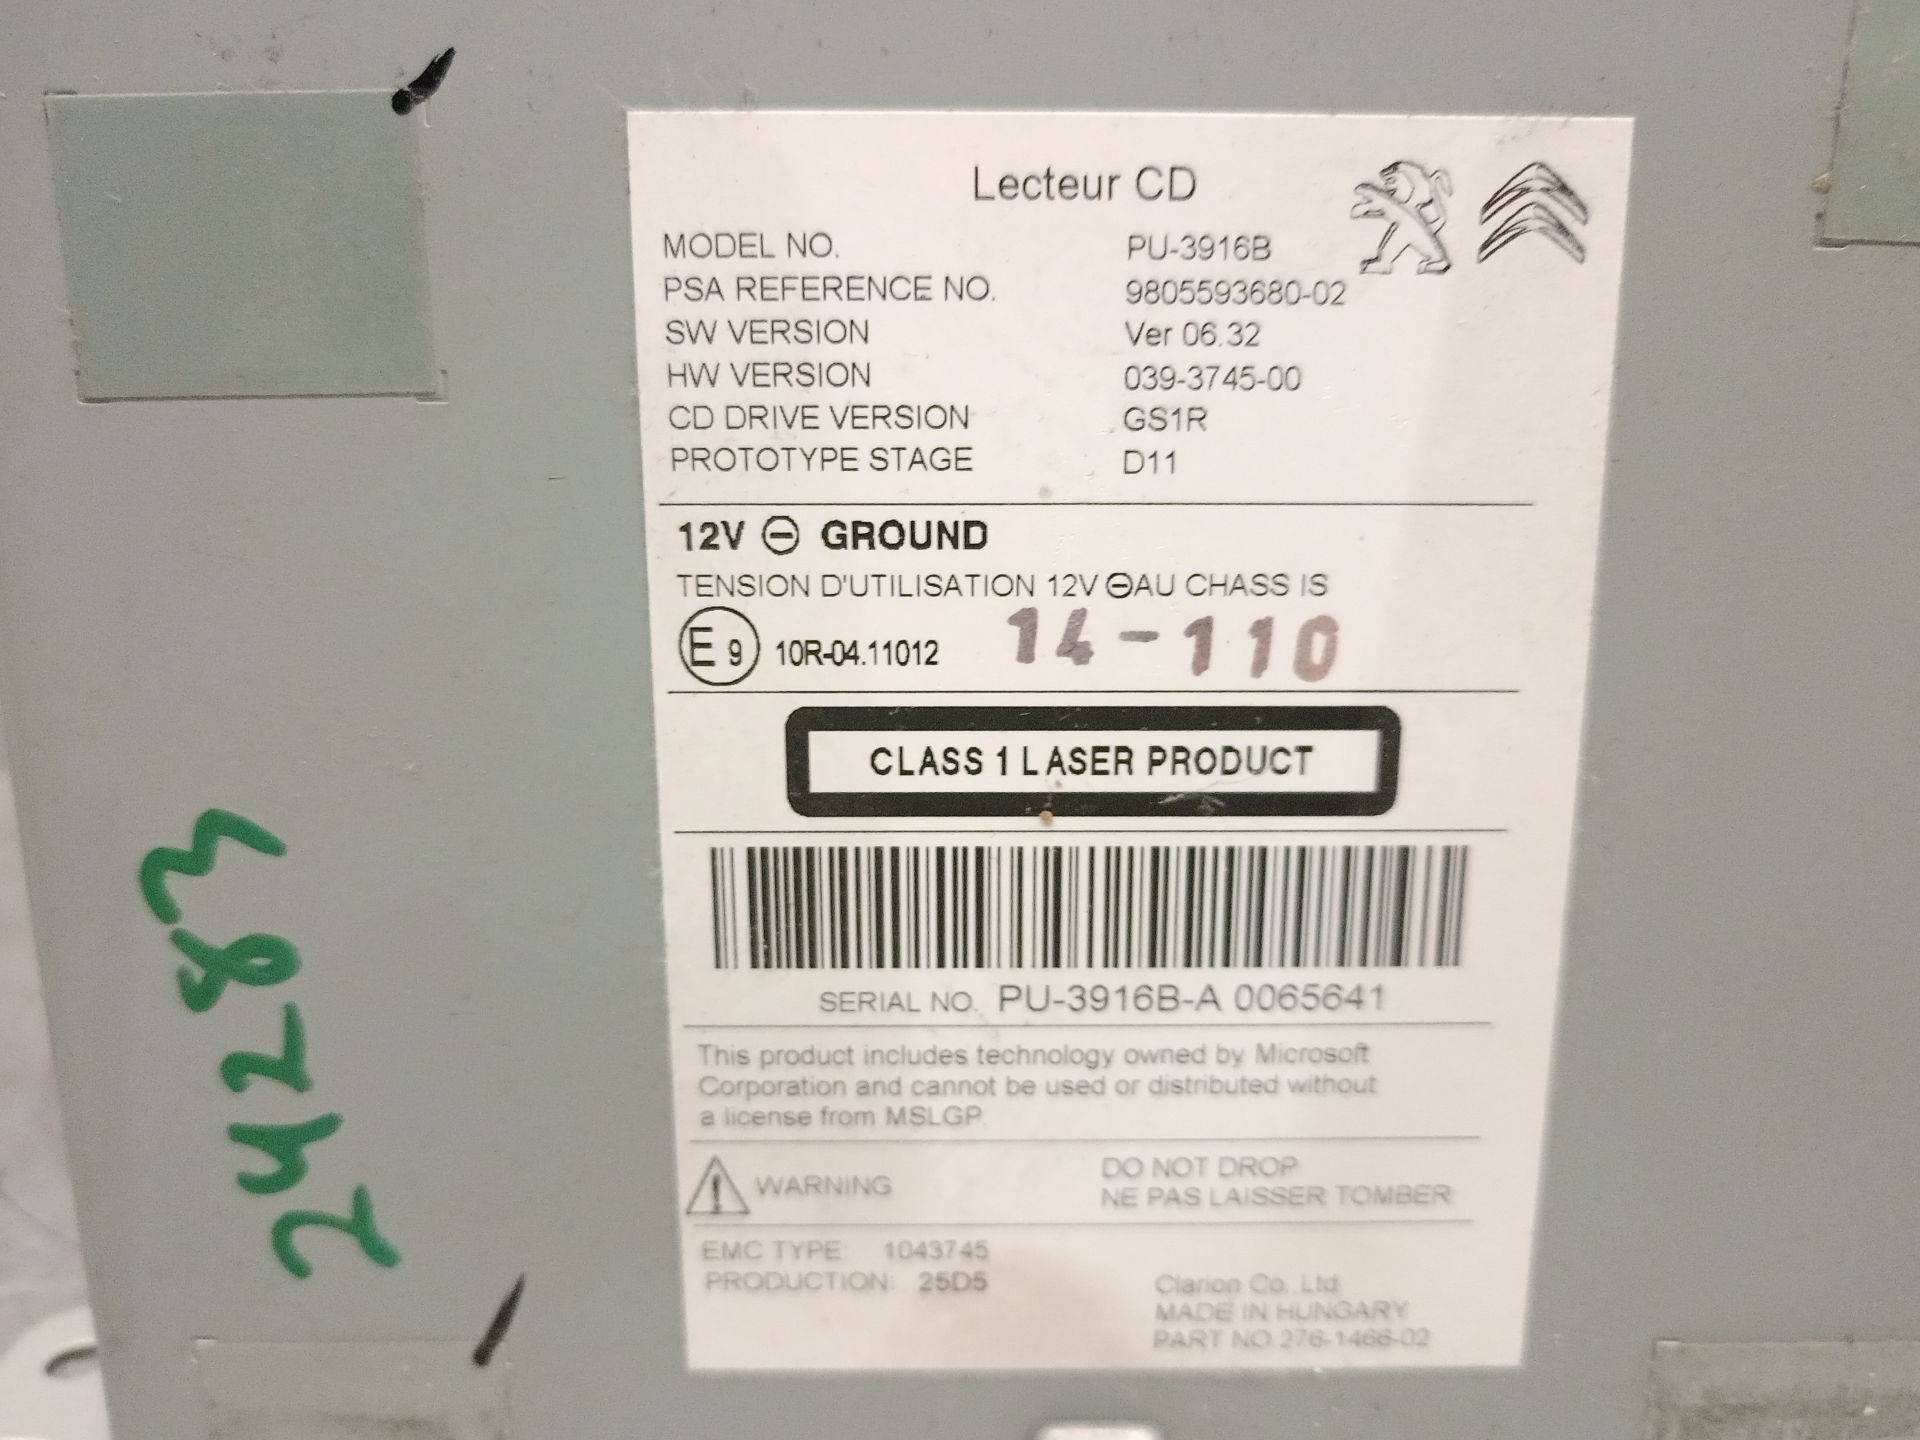 Lecteur CD
MODEL NO. PU-3916B
PSA REFERENCE NO. 9805593680-02
SW VERSION Ver 06.32
HW VERSION 039-3745-00
CD DRIVE VERSION GS1R
PROTOTYPE STAGE D11
12V ⊖ GROUND
TENSION D'UTILISATION 12V ⊖AU CHASS IS
E 9 10R-04.11012 14-110
CLASS 1 LASER PRODUCT
SERIAL NO. PU-3916B-A 0065641
This product includes technology owned by Microsoft
Corporation and cannot be used or distributed without
a license from MSLGP.
WARNING DO NOT DROP
NE PAS LAISSER TOMBER
EMC TYPE: 1043745
PRODUCTION: 25D5
Clarion Co.,Ltd.
MADE IN HUNGARY
PART NO.276-1466-02
24283